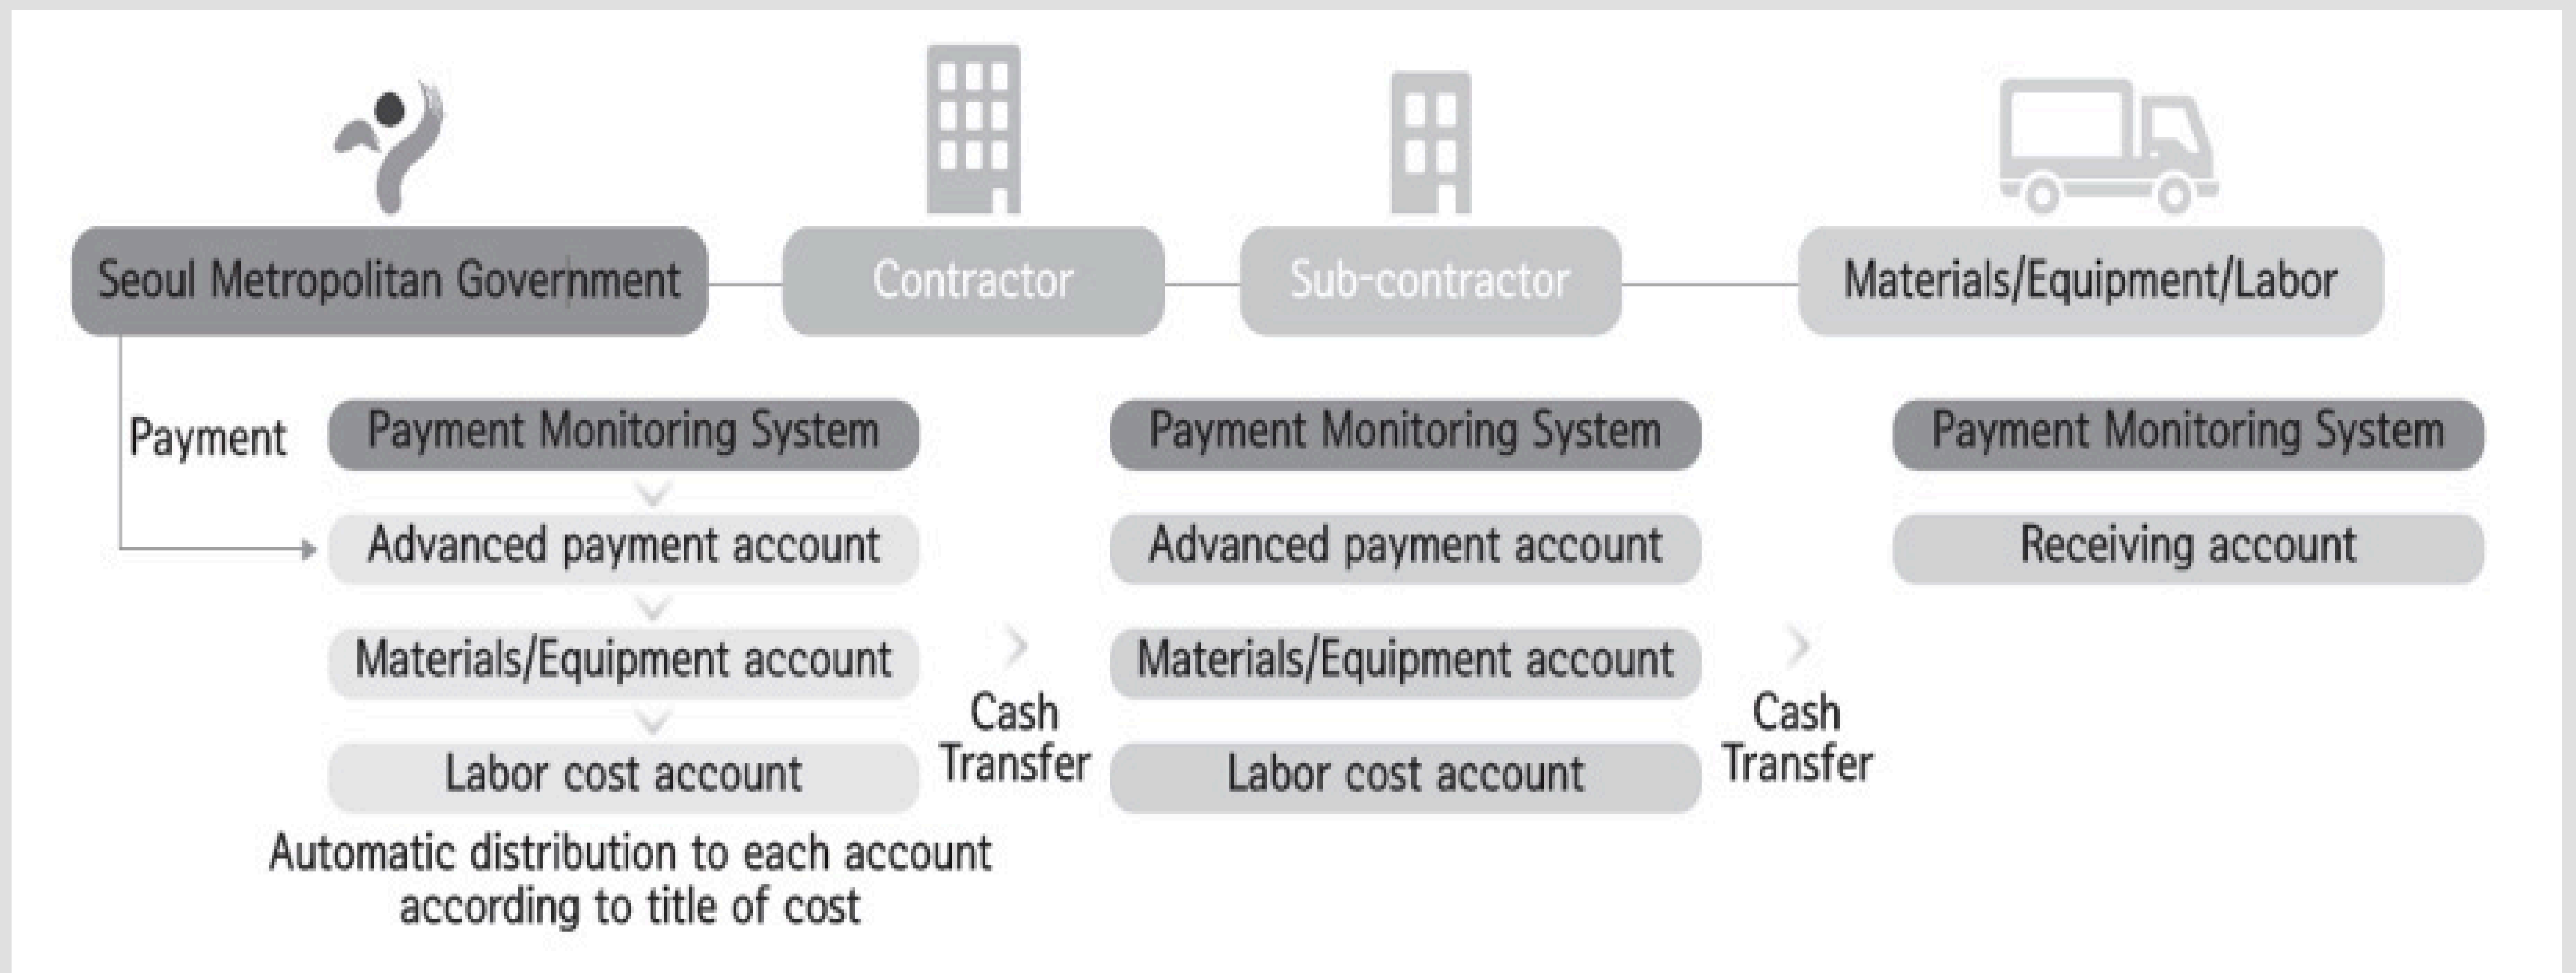 Seoul Metropolitan Government
Contractor
Sub-contractor
Materials/Equipment/Labor
Payment
Payment Monitoring System
Advanced payment account
Materials/Equipment account
Labor cost account
Automatic distribution to each account
according to title of cost
Cash
Transfer
Payment Monitoring System
Advanced payment account
Materials/Equipment account
Labor cost account
Cash
Transfer
Payment Monitoring System
Receiving account